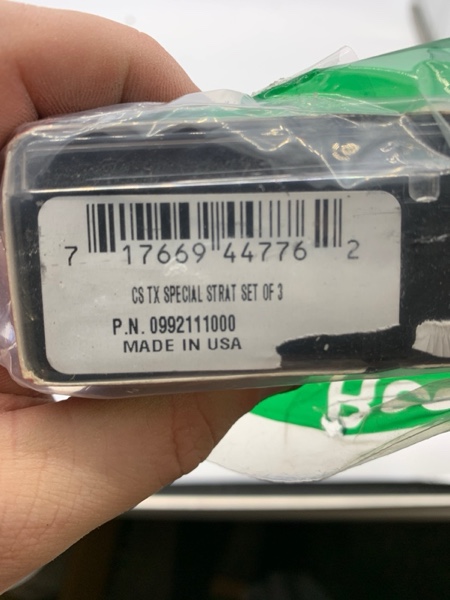 7 17669 44776 2
CS TX SPECIAL STRAT SET OF 3
P.N. 0992111000
MADE IN USA